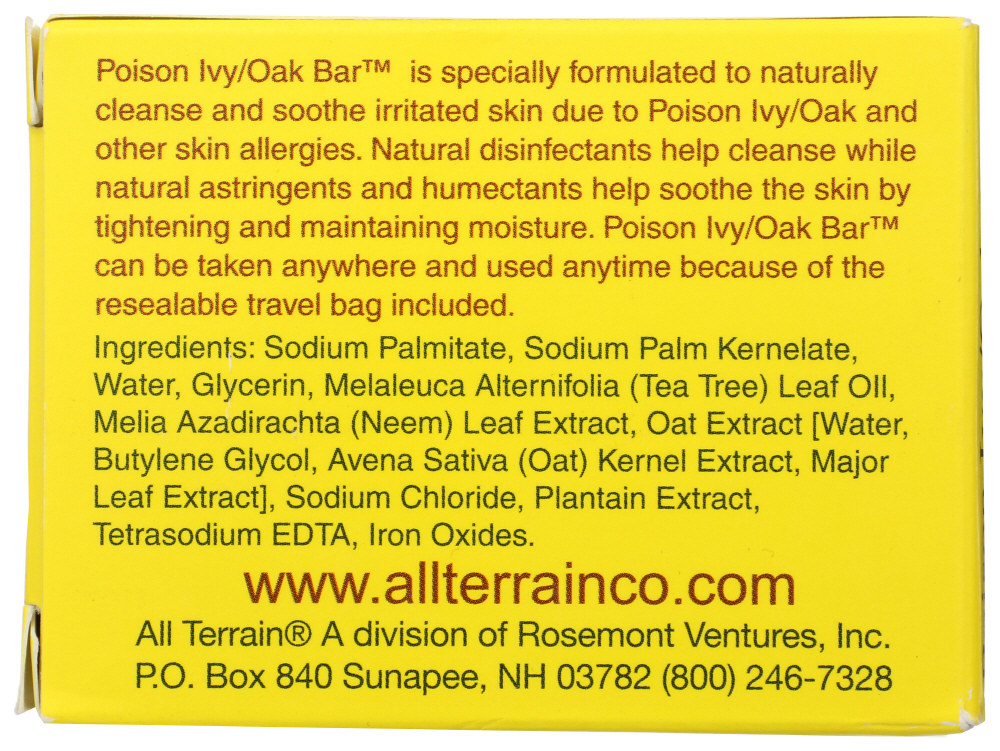 Poison Ivy/Oak Bar™ is specially formulated to naturally
cleanse and soothe irritated skin due to Poison Ivy/Oak and
other skin allergies. Natural disinfectants help cleanse while
natural astringents and humectants help soothe the skin by
tightening and maintaining moisture. Poison Ivy/Oak Bar™
can be taken anywhere and used anytime because of the
resealable travel bag included.
Ingredients: Sodium Palmitate, Sodium Palm Kernelate,
Water, Glycerin, Melaleuca Alternifolia (Tea Tree) Leaf OIl,
Melia Azadirachta (Neem) Leaf Extract, Oat Extract [Water,
Butylene Glycol, Avena Sativa (Oat) Kernel Extract, Major
Leaf Extract], Sodium Chloride, Plantain Extract,
Tetrasodium EDTA, Iron Oxides.
www.allterrainco.com
All Terrain® A division of Rosemont Ventures, Inc.
P.O. Box 840 Sunapee, NH 03782 (800) 246-7328